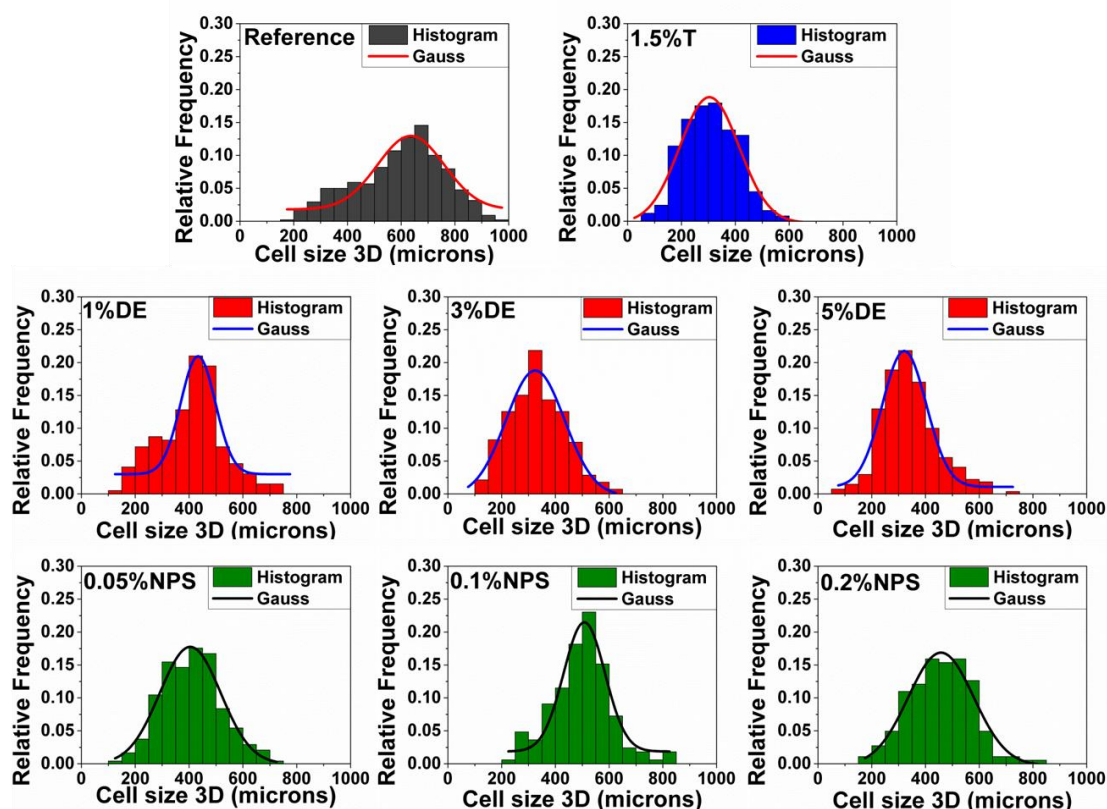 Reference
Histogram
Gauss
Relative Frequency
0.30
0.25
0.20
0.15
0.10
0.05
0.00
0 200 400 600 800 1000
Cell size 3D (microns)
1.5%T
Histogram
Gauss
Relative Frequency
0.30
0.25
0.20
0.15
0.10
0.05
0.00
0 200 400 600 800 1000
Cell size (microns)
1%DE
Histogram
Gauss
Relative Frequency
0.30
0.25
0.20
0.15
0.10
0.05
0.00
0 200 400 600 800 1000
Cell size 3D (microns)
3%DE
Histogram
Gauss
Relative Frequency
0.30
0.25
0.20
0.15
0.10
0.05
0.00
0 200 400 600 800 1000
Cell size 3D (microns)
5%DE
Histogram
Gauss
Relative Frequency
0.30
0.25
0.20
0.15
0.10
0.05
0.00
0 200 400 600 800 1000
Cell size 3D (microns)
0.05%NPS
Histogram
Gauss
Relative Frequency
0.30
0.25
0.20
0.15
0.10
0.05
0.00
0 200 400 600 800 1000
Cell size 3D (microns)
0.1%NPS
Histogram
Gauss
Relative Frequency
0.30
0.25
0.20
0.15
0.10
0.05
0.00
0 200 400 600 800 1000
Cell size 3D (microns)
0.2%NPS
Histogram
Gauss
Relative Frequency
0.30
0.25
0.20
0.15
0.10
0.05
0.00
0 200 400 600 800 1000
Cell size 3D (microns)